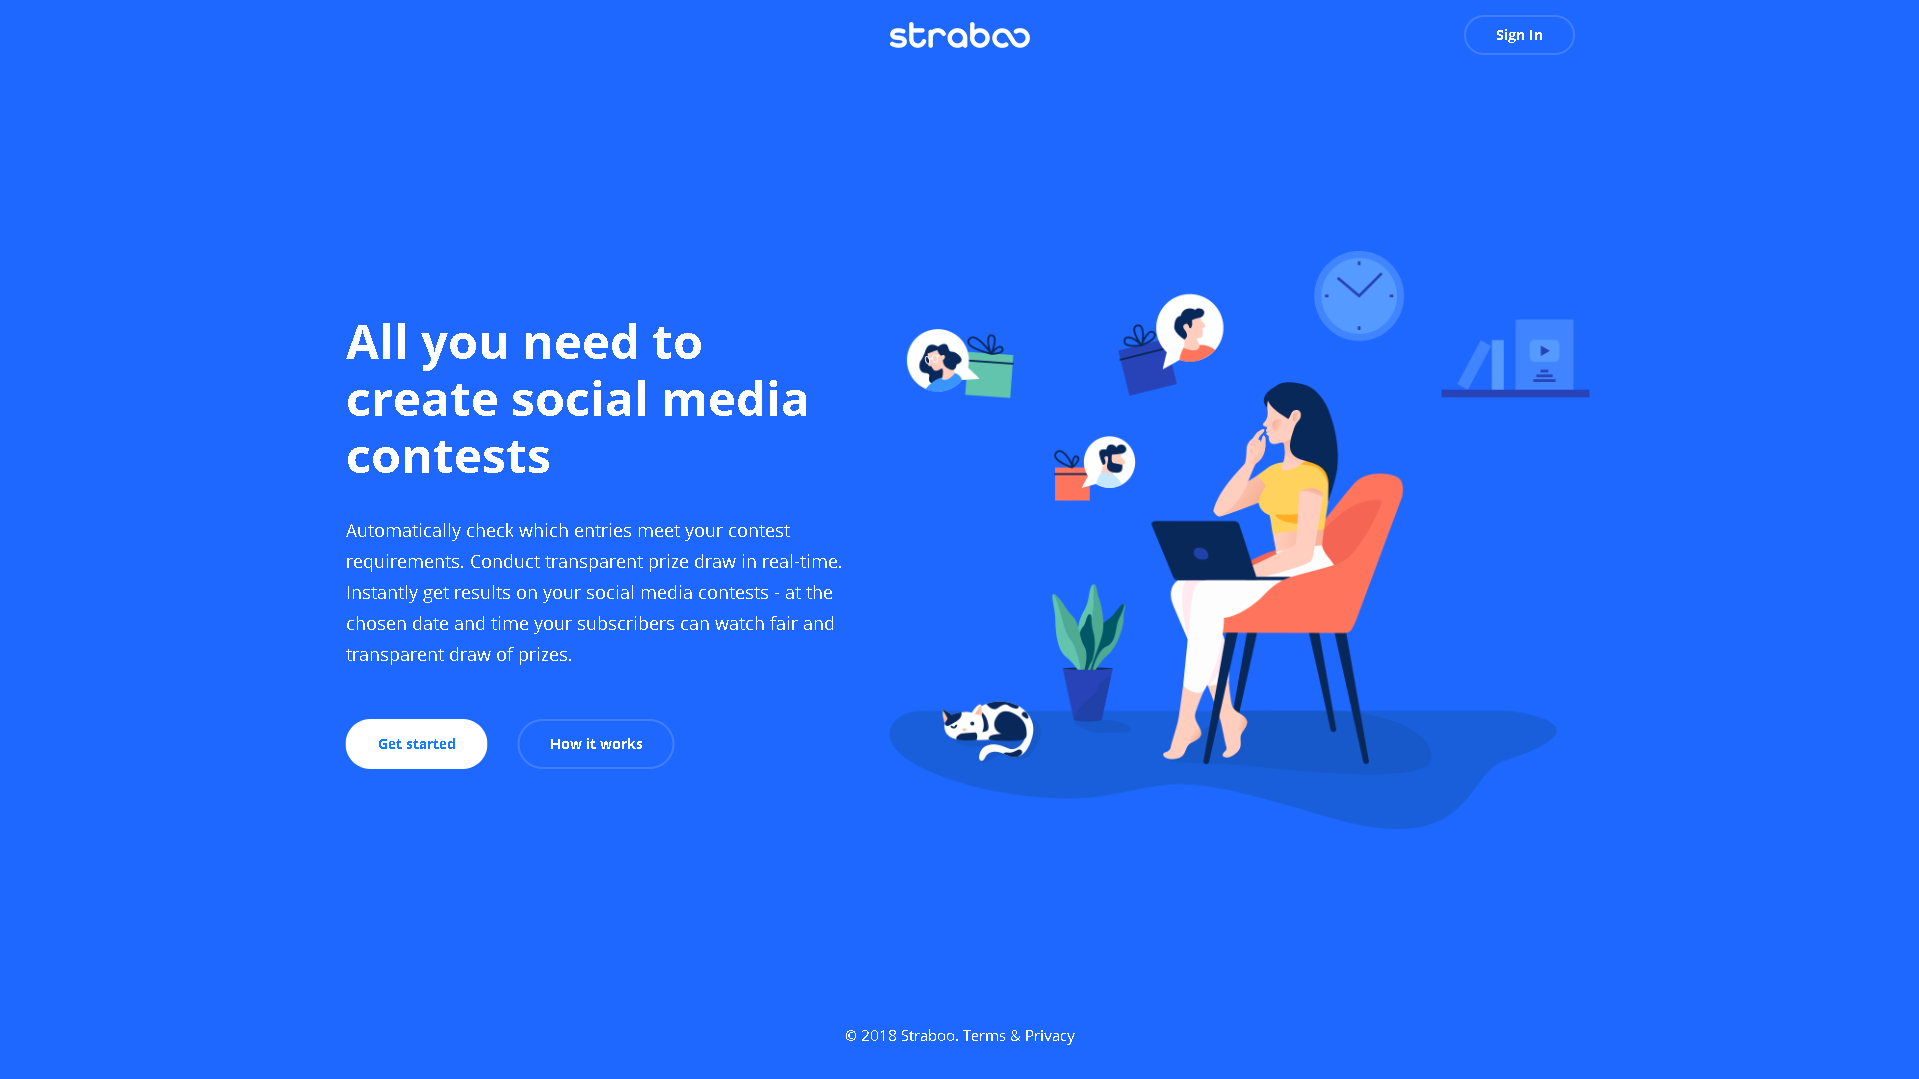 straboo
Sign In
All you need to
create social media
contests
Automatically check which entries meet your contest
requirements. Conduct transparent prize draw in real-time.
Instantly get results on your social media contests - at the
chosen date and time your subscribers can watch fair and
transparent draw of prizes.
Get started
How it works
© 2018 Straboo. Terms & Privacy